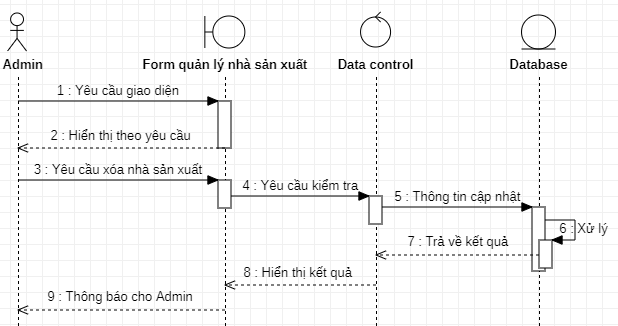 Admin
Form quản lý nhà sản xuất
Data control
Database
1 : Yêu cầu giao diện
2 : Hiển thị theo yêu cầu
3 : Yêu cầu xóa nhà sản xuất
4 : Yêu cầu kiểm tra
5 : Thông tin cập nhật
6 : Xử lý
7 : Trả về kết quả
8 : Hiển thị kết quả
9 : Thông báo cho Admin